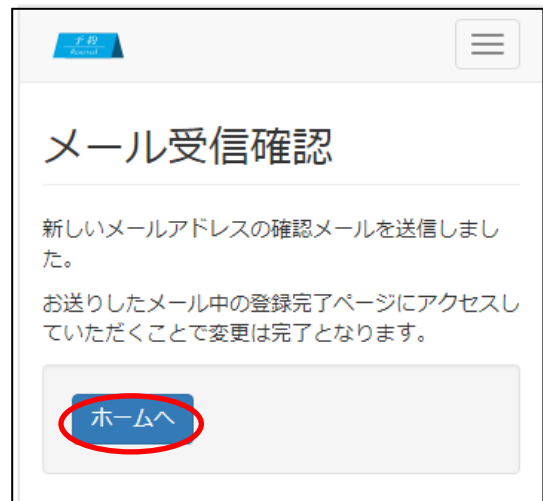 予約
Reserved
メール受信確認
新しいメールアドレスの確認メールを送信しまし
た。
お送りしたメール中の登録完了ページにアクセスし
ていただくことで変更は完了となります。
ホームへ